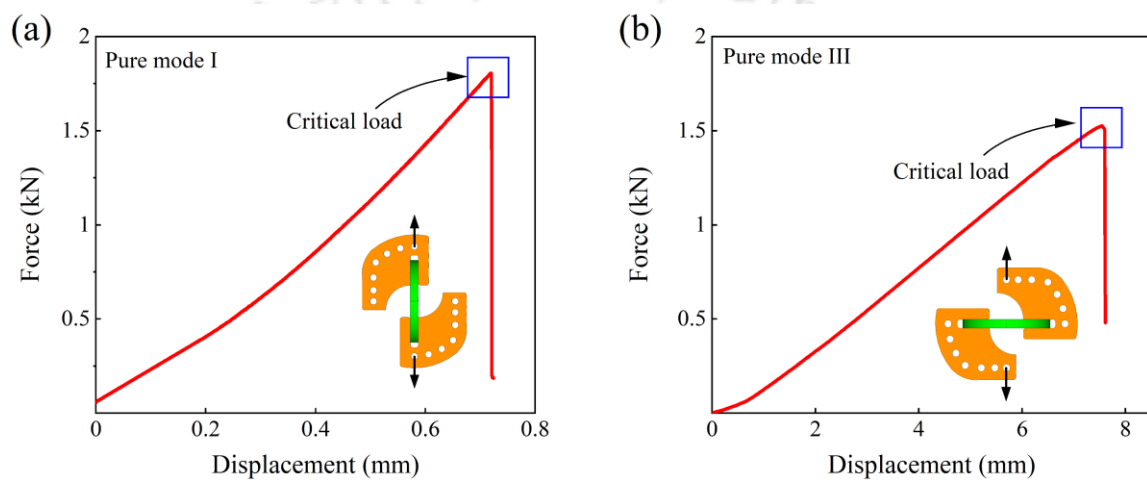 (a)
Pure mode I
Critical load
Force (kN)
2
1.5
1
0.5
0
0.2
0.4
0.6
0.8
Displacement (mm)
(b)
Pure mode III
Critical load
Force (kN)
2
1.5
1
0.5
0
2
4
6
8
Displacement (mm)